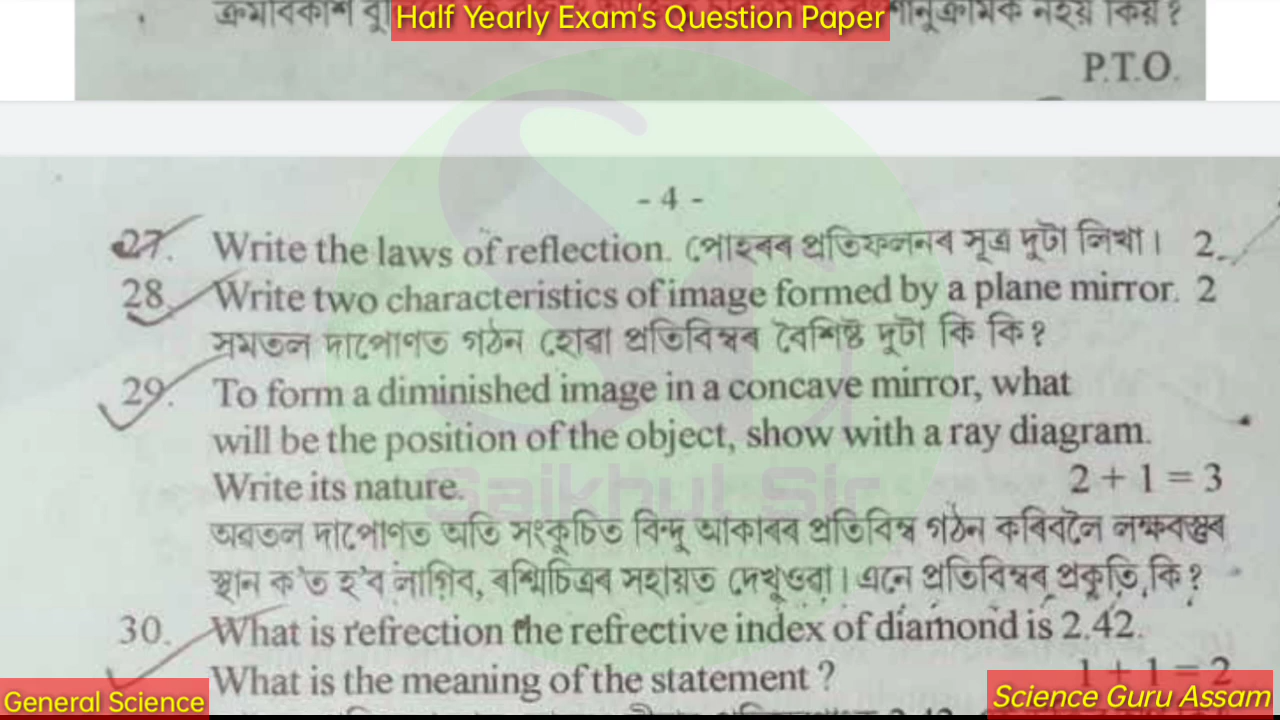 ক্ৰমবিকাশ
Half Yearly Exam's Question Paper
নহয় কিয় ?
P.T.O.
- 4 -
27. Write the laws of reflection. পোহৰৰ প্ৰতিফলনৰ সূত্ৰ দুটা লিখা। 2
28. Write two characteristics of image formed by a plane mirror. 2
সমতল দাপোণত গঠন হোৱা প্ৰতিবিম্বৰ বৈশিষ্ট দুটা কি কি ?
29. To form a diminished image in a concave mirror, what
will be the position of the object, show with a ray diagram.
Write its nature. 2 + 1 = 3
Saikhul Sir
অৱতল দাপোণত অতি সংকুচিত বিন্দু আকাৰৰ প্ৰতিবিম্ব গঠন কৰিবলৈ লক্ষবস্তুৰ
স্থান ক'ত হ'ব লাগিব, ৰশ্মিচিত্ৰৰ সহায়ত দেখুওৱা। এনে প্ৰতিবিম্বৰ প্ৰকৃতি কি ?
30. What is refrection the refrective index of diamond is 2.42.
What is the meaning of the statement ? 1 + 1 = 2
General Science
Science Guru Assam